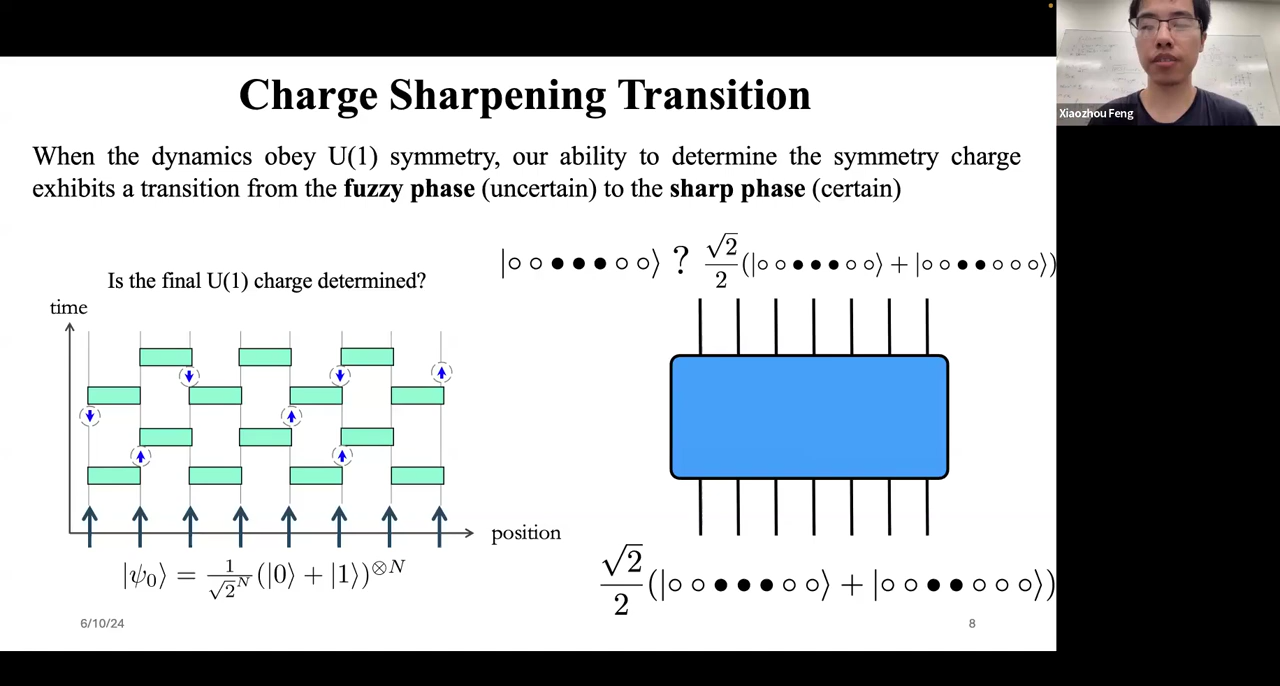 Charge Sharpening Transition
Xiaozhou Feng
When the dynamics obey U(1) symmetry, our ability to determine the symmetry charge
exhibits a transition from the fuzzy phase (uncertain) to the sharp phase (certain)
|○ ○ ● ● ● ○ ○⟩ ? √2/2 (|○ ○ ● ● ● ○ ○⟩ + |○ ○ ● ● ○ ○ ○⟩)
Is the final U(1) charge determined?
time
position
|ψ₀⟩ = 1/√2ᴺ (|0⟩ + |1⟩)^⊗N
√2/2 (|○ ○ ● ● ● ○ ○⟩ + |○ ○ ● ● ○ ○ ○⟩)
6/10/24
8